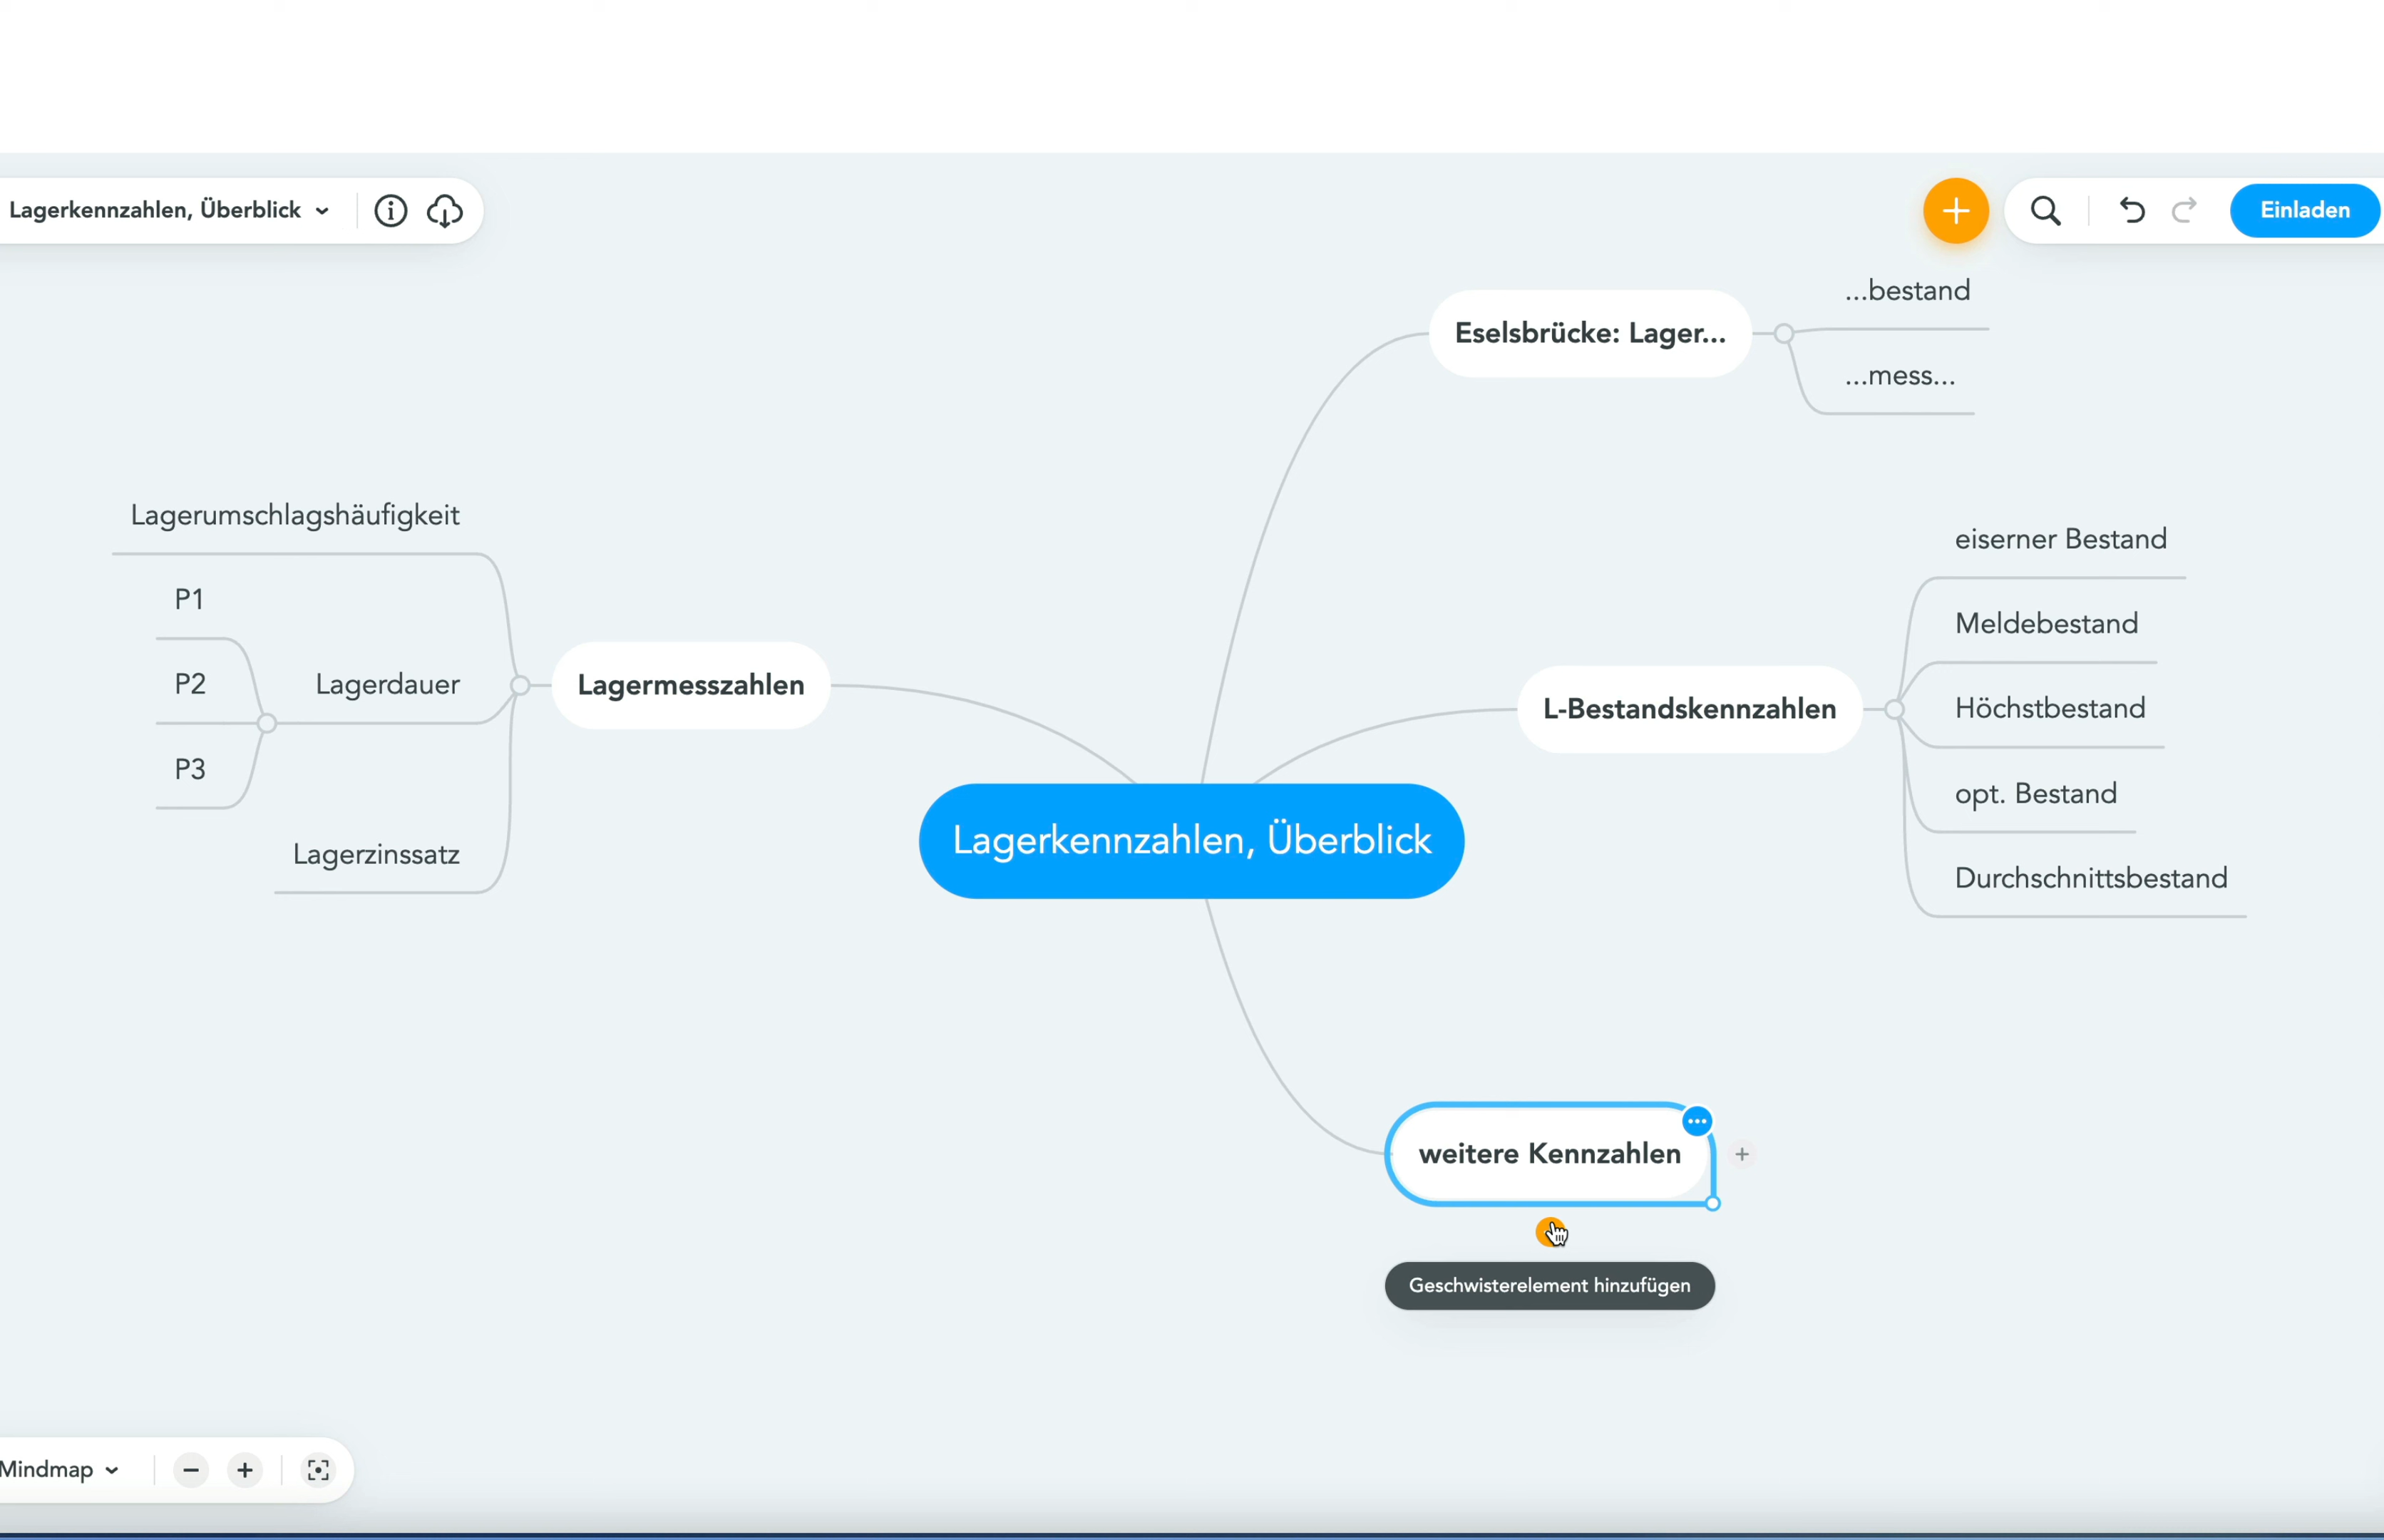 Lagerkennzahlen, Überblick
Einladen
Eselsbrücke: Lager...
...bestand
...mess...
Lagermesszahlen
Lagerumschlagshäufigkeit
Lagerdauer
P1
P2
P3
Lagerzinssatz
L-Bestandskennzahlen
eiserner Bestand
Meldebestand
Höchstbestand
opt. Bestand
Durchschnittsbestand
Lagerkennzahlen, Überblick
weitere Kennzahlen
Geschwisterelement hinzufügen
Mindmap